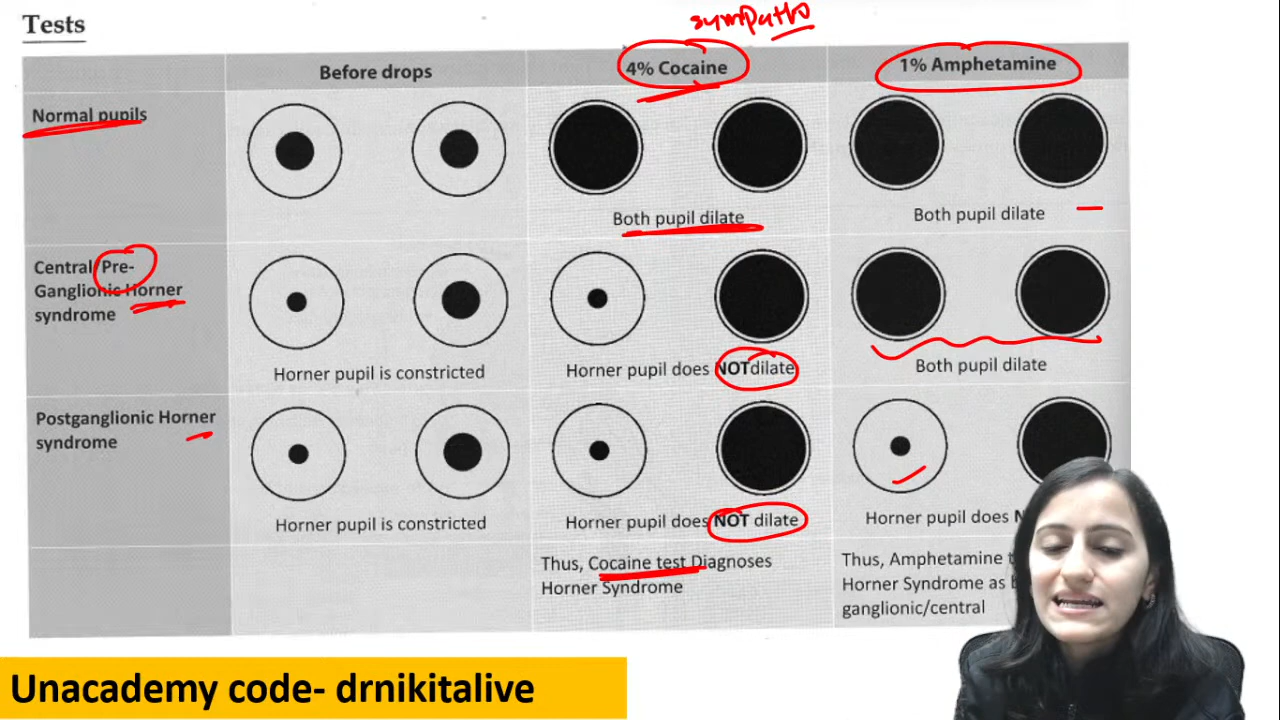 sympatho
Tests
Before drops
4% Cocaine
1% Amphetamine
Normal pupils
Both pupil dilate
Both pupil dilate
Central/Pre-
Ganglionic Horner
syndrome
Horner pupil is constricted
Horner pupil does NOT dilate
Both pupil dilate
Postganglionic Horner
syndrome
Horner pupil is constricted
Horner pupil does NOT dilate
Horner pupil does
Thus, Cocaine test Diagnoses
Horner Syndrome
Thus, Amphetamine
Horner Syndrome as
ganglionic/central
Unacademy code- drnikitalive